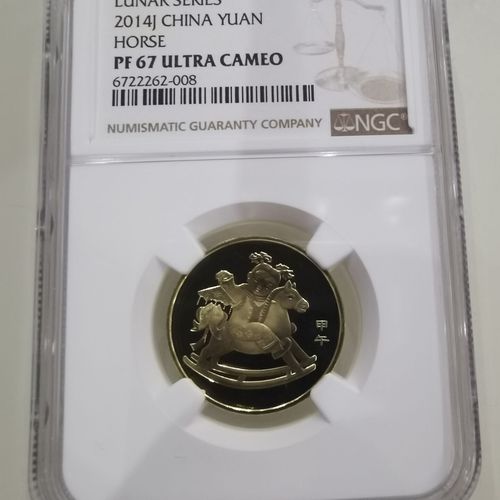 LUNAR SERIES
2014J CHINA YUAN
HORSE
PF 67 ULTRA CAMEO
6722262-008
NUMISMATIC GUARANTY COMPANY
NGC®
甲
午